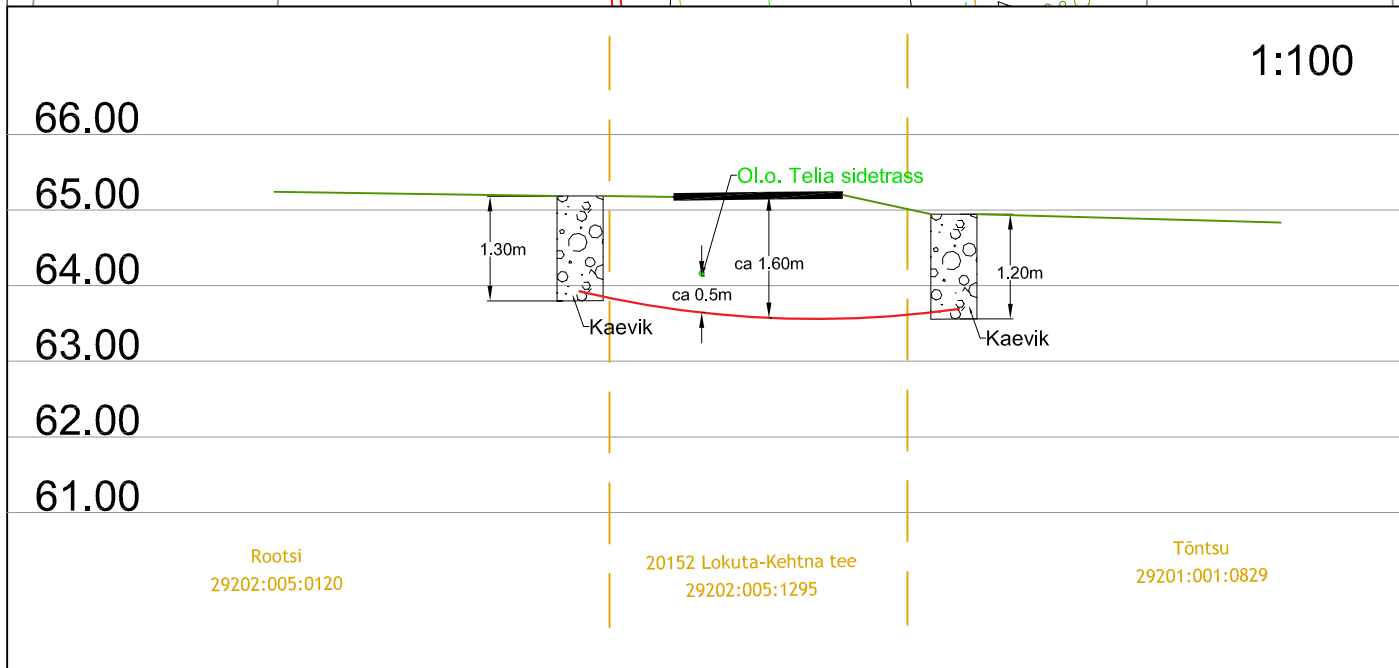 1:100
66.00
65.00
64.00
63.00
62.00
61.00
Ol.o. Telia sidetrass
1.30m
ca 1.60m
ca 0.5m
1.20m
Kaevik
Kaevik
Rootsi
29202:005:0120
20152 Lokuta-Kehtna tee
29202:005:1295
Tõntsu
29201:001:0829